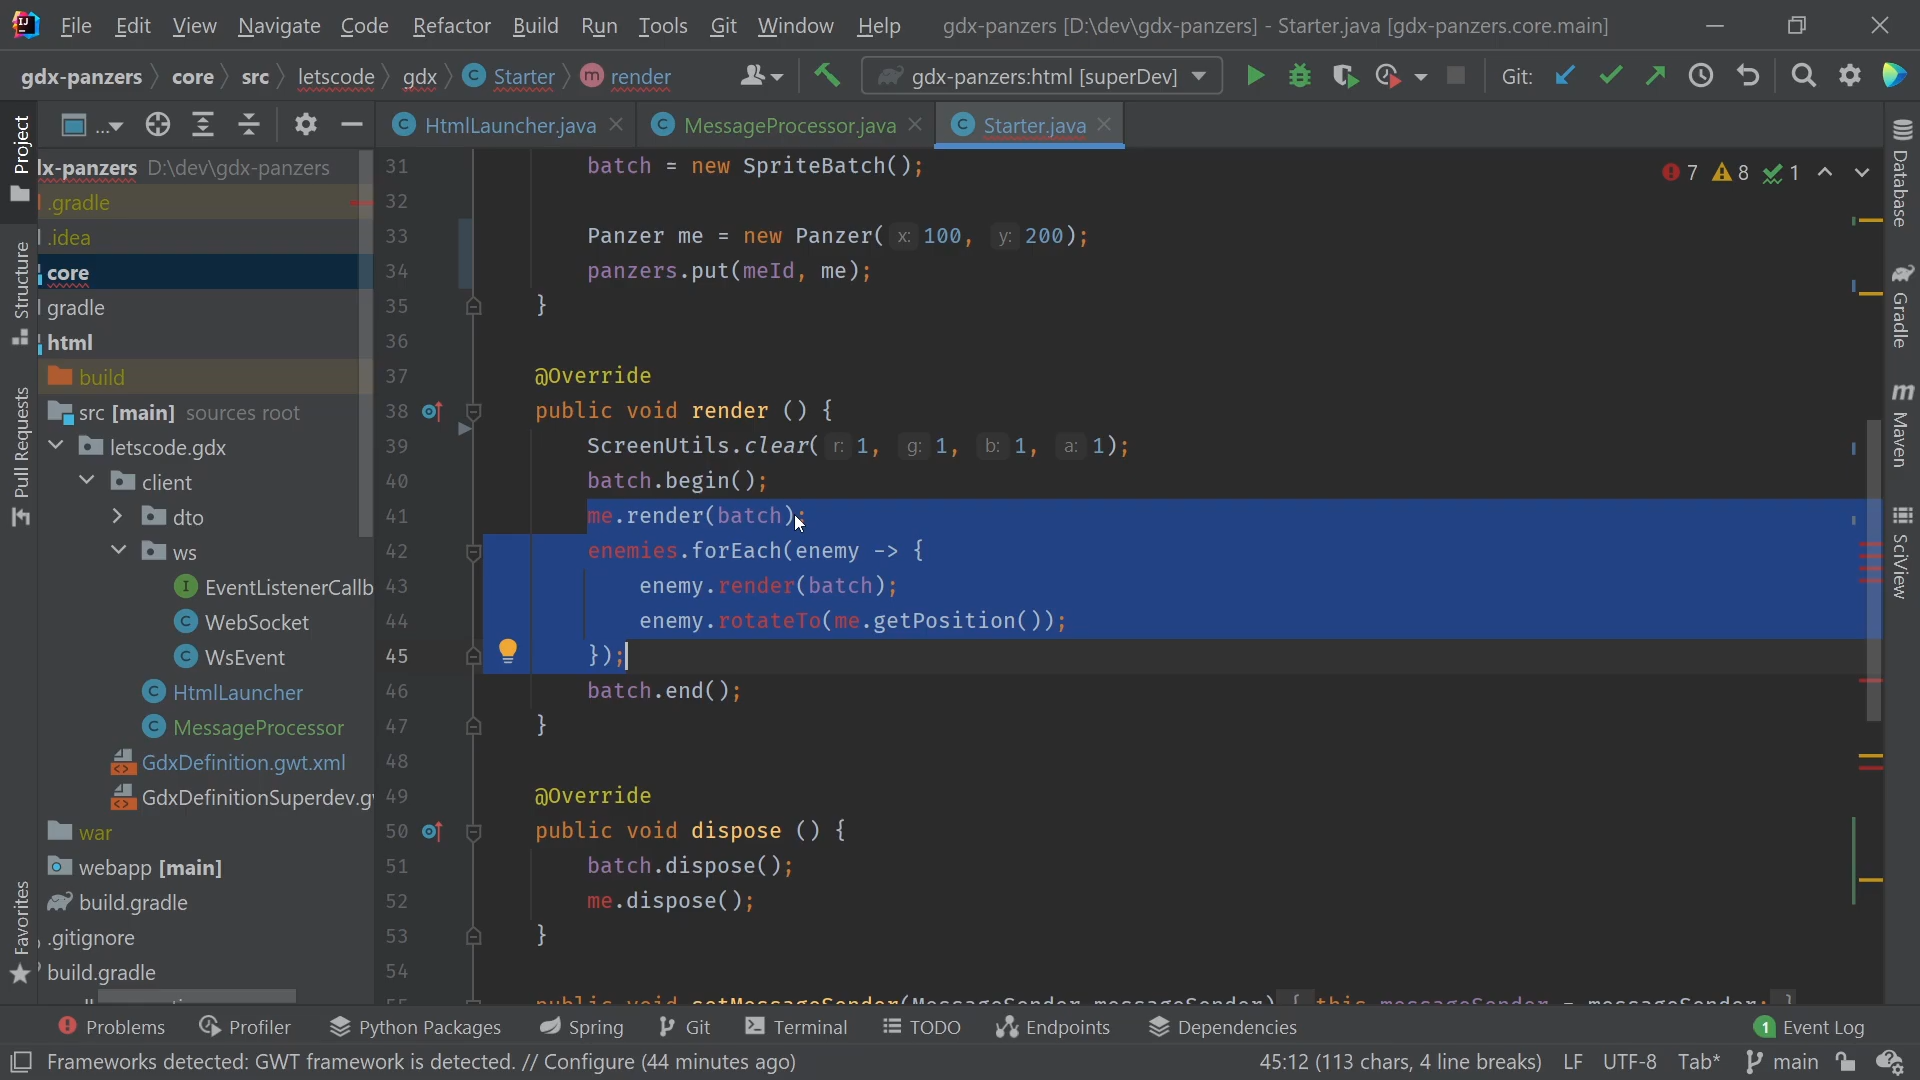 File Edit View Navigate Code Refactor Build Run Tools Git Window Help gdx-panzers [D:\dev\gdx-panzers] - Starter.java [gdx-panzers.core.main]
gdx-panzers core src letscode gdx Starter render gdx-panzers:html [superDev] Git:
... HtmlLauncher.java MessageProcessor.java Starter.java
Project
Structure
Pull Requests
Favorites
dx-panzers D:\dev\gdx-panzers
.gradle
.idea
core
gradle
html
build
src [main] sources root
letscode.gdx
client
dto
ws
EventListenerCallb
WebSocket
WsEvent
HtmlLauncher
MessageProcessor
GdxDefinition.gwt.xml
GdxDefinitionSuperdev.g
war
webapp [main]
build.gradle
.gitignore
build.gradle
7 8 1
31 batch = new SpriteBatch();
32
33 Panzer me = new Panzer( x: 100, y: 200);
34 panzers.put(meId, me);
35 }
36
37 @Override
38 public void render () {
39 ScreenUtils.clear( r: 1, g: 1, b: 1, a: 1);
40 batch.begin();
41 me.render(batch);
42 enemies.forEach(enemy -> {
43 enemy.render(batch);
44 enemy.rotateTo(me.getPosition());
45 });
46 batch.end();
47 }
48
49 @Override
50 public void dispose () {
51 batch.dispose();
52 me.dispose();
53 }
54
55 public void setMessageSender(MessageSender messageSender) { this.messageSender = messageSender; }
Database
Gradle
Maven
SciView
Problems Profiler Python Packages Spring Git Terminal TODO Endpoints Dependencies 1 Event Log
Frameworks detected: GWT framework is detected. // Configure (44 minutes ago) 45:12 (113 chars, 4 line breaks) LF UTF-8 Tab* main